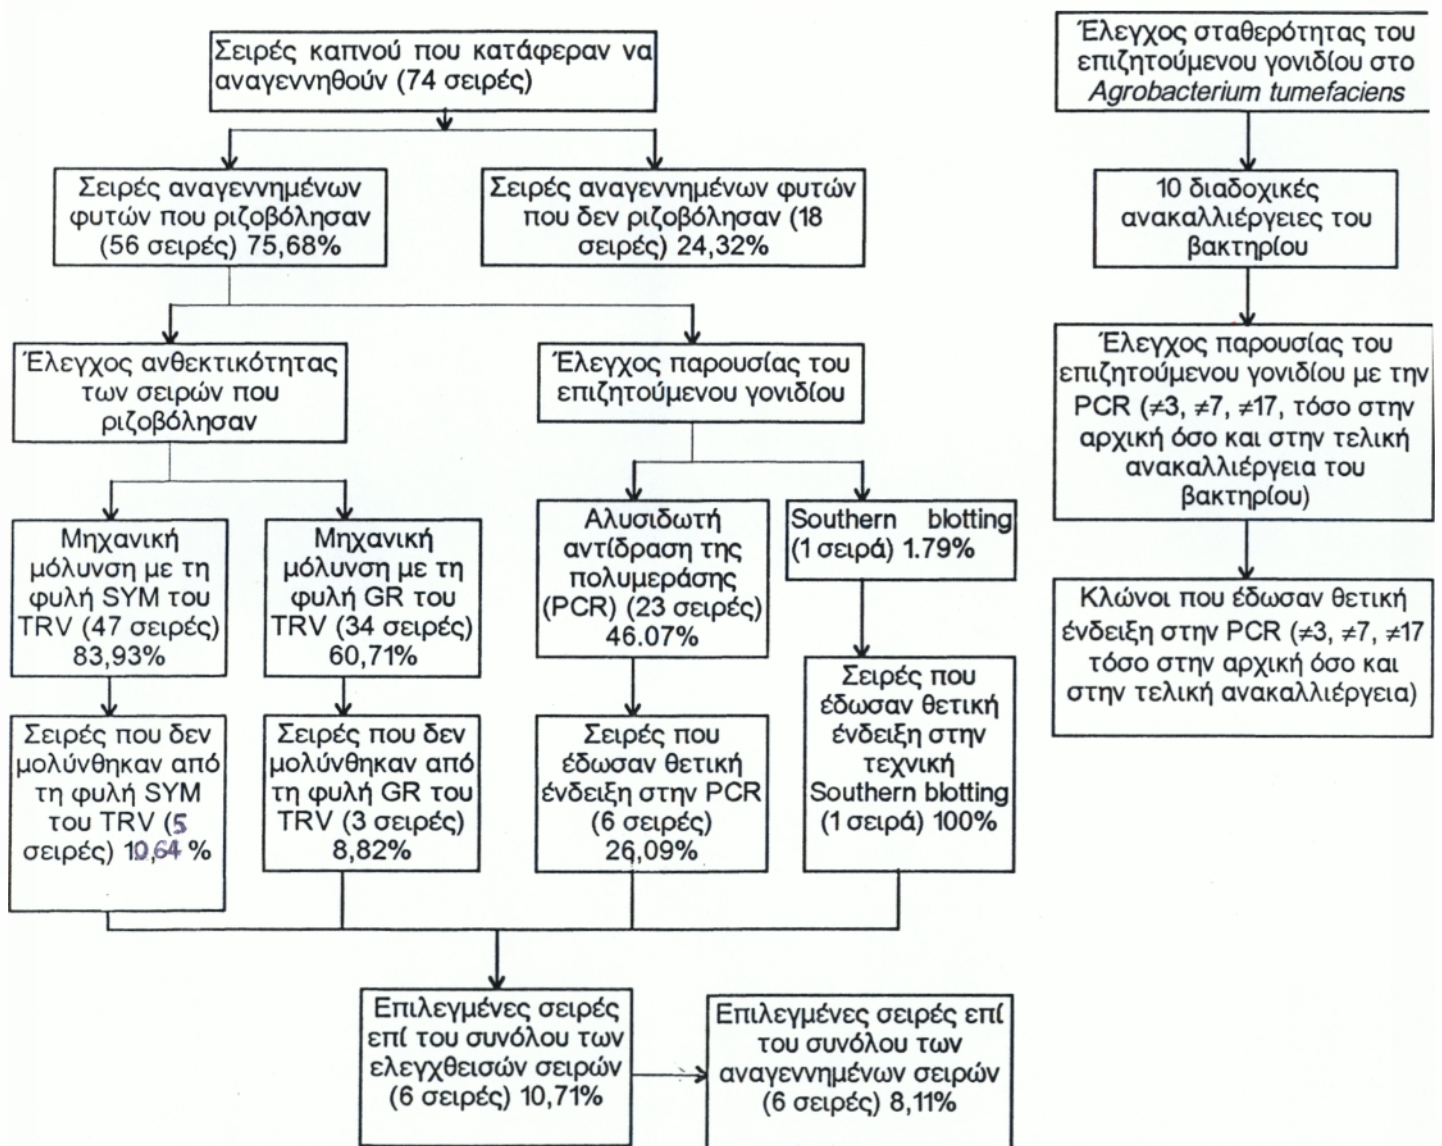 Σειρές καπνού που κατάφεραν να
αναγεννηθούν (74 σειρές)
Σειρές αναγεννημένων
φυτών που ριζοβόλησαν
(56 σειρές) 75,68%
Σειρές αναγεννημένων φυτών
που δεν ριζοβόλησαν (18
σειρές) 24,32%
Έλεγχος ανθεκτικότητας
των σειρών που
ριζοβόλησαν
Έλεγχος παρουσίας του
επιζητούμενου γονιδίου
Μηχανική
μόλυνση με τη
φυλή SYM του
TRV (47 σειρές)
83,93%
Μηχανική
μόλυνση με τη
φυλή GR του
TRV (34 σειρές)
60,71%
Αλυσιδωτή
αντίδραση της
πολυμεράσης
(PCR) (23 σειρές)
46.07%
Southern blotting
(1 σειρά) 1.79%
Σειρές που δεν
μολύνθηκαν από
τη φυλή SYM
του TRV (5
σειρές) 10,64 %
Σειρές που δεν
μολύνθηκαν από
τη φυλή GR του
TRV (3 σειρές)
8,82%
Σειρές που
έδωσαν θετική
ένδειξη στην PCR
(6 σειρές)
26,09%
Σειρές που
έδωσαν θετική
ένδειξη στην
τεχνική
Southern blotting
(1 σειρά) 100%
Επιλεγμένες σειρές
επί του συνόλου των
ελεγχθεισών σειρών
(6 σειρές) 10,71%
Επιλεγμένες σειρές επί
του συνόλου των
αναγεννημένων σειρών
(6 σειρές) 8,11%
Έλεγχος σταθερότητας του
επιζητούμενου γονιδίου στο
Agrobacterium tumefaciens
10 διαδοχικές
ανακαλλιέργειες του
βακτηρίου
Έλεγχος παρουσίας του
επιζητούμενου γονιδίου με την
PCR (≠3, ≠7, ≠17, τόσο στην
αρχική όσο και στην τελική
ανακαλλιέργεια του
βακτηρίου)
Κλώνοι που έδωσαν θετική
ένδειξη στην PCR (≠3, ≠7, ≠17
τόσο στην αρχική όσο και
στην τελική ανακαλλιέργεια)